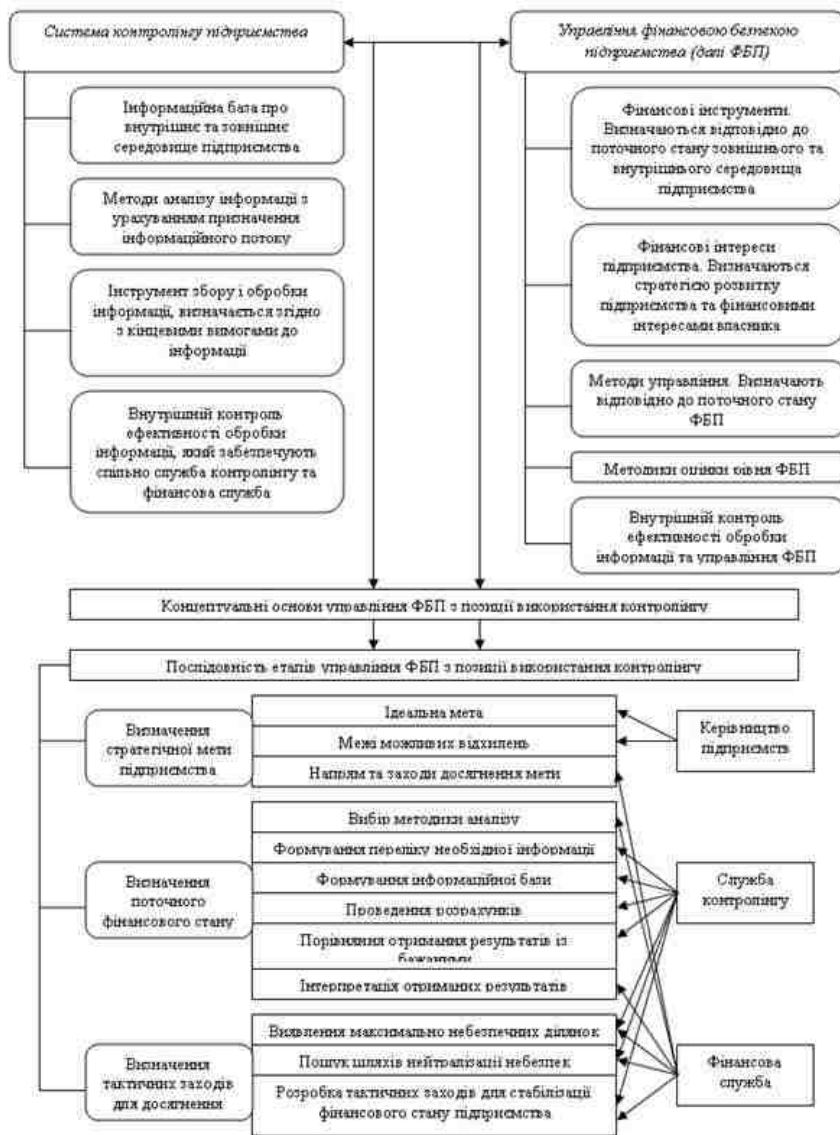 Система контролінгу підприємства
Управління фінансовою безпекою
підприємства (далі ФБП)
Інформаційна база про
внутрішнє та зовнішнє
середовище підприємства
Методи аналізу інформації з
урахуванням призначення
інформаційного потоку
Інструмент збору і обробки
інформації, визначається згідно
з кінцевими вимогами до
інформації
Внутрішній контроль
ефективності обробки
інформації, який забезпечують
спільно служба контролінгу та
фінансова служба
Фінансові інструменти.
Визначаються відповідно до
поточного стану зовнішнього та
внутрішнього середовища
підприємства
Фінансові інтереси
підприємства. Визначаються
стратегією розвитку
підприємства та фінансовими
інтересами власника
Методи управління. Визначають
відповідно до поточного стану
ФБП
Методики оцінки рівня ФБП
Внутрішній контроль
ефективності обробки
інформації та управління ФБП
Концептуальні основи управління ФБП з позиції використання контролінгу
Послідовність етапів управління ФБП з позиції використання контролінгу
Визначення
стратегічної мети
підприємства
Ідеальна мета
Межі можливих відхилень
Напрям та заходи досягнення мети
Керівництво
підприємств
Визначення
поточного
фінансового стану
Вибір методики аналізу
Формування переліку необхідної інформації
Формування інформаційної бази
Проведення розрахунків
Порівняння отримання результатів із
бажаними
Інтерпретація отриманих результатів
Служба
контролінгу
Визначення
тактичних заходів
для досягнення
Виявлення максимально небезпечних ділянок
Пошук шляхів нейтралізації небезпек
Розробка тактичних заходів для стабілізації
фінансового стану підприємства
Фінансова
служба